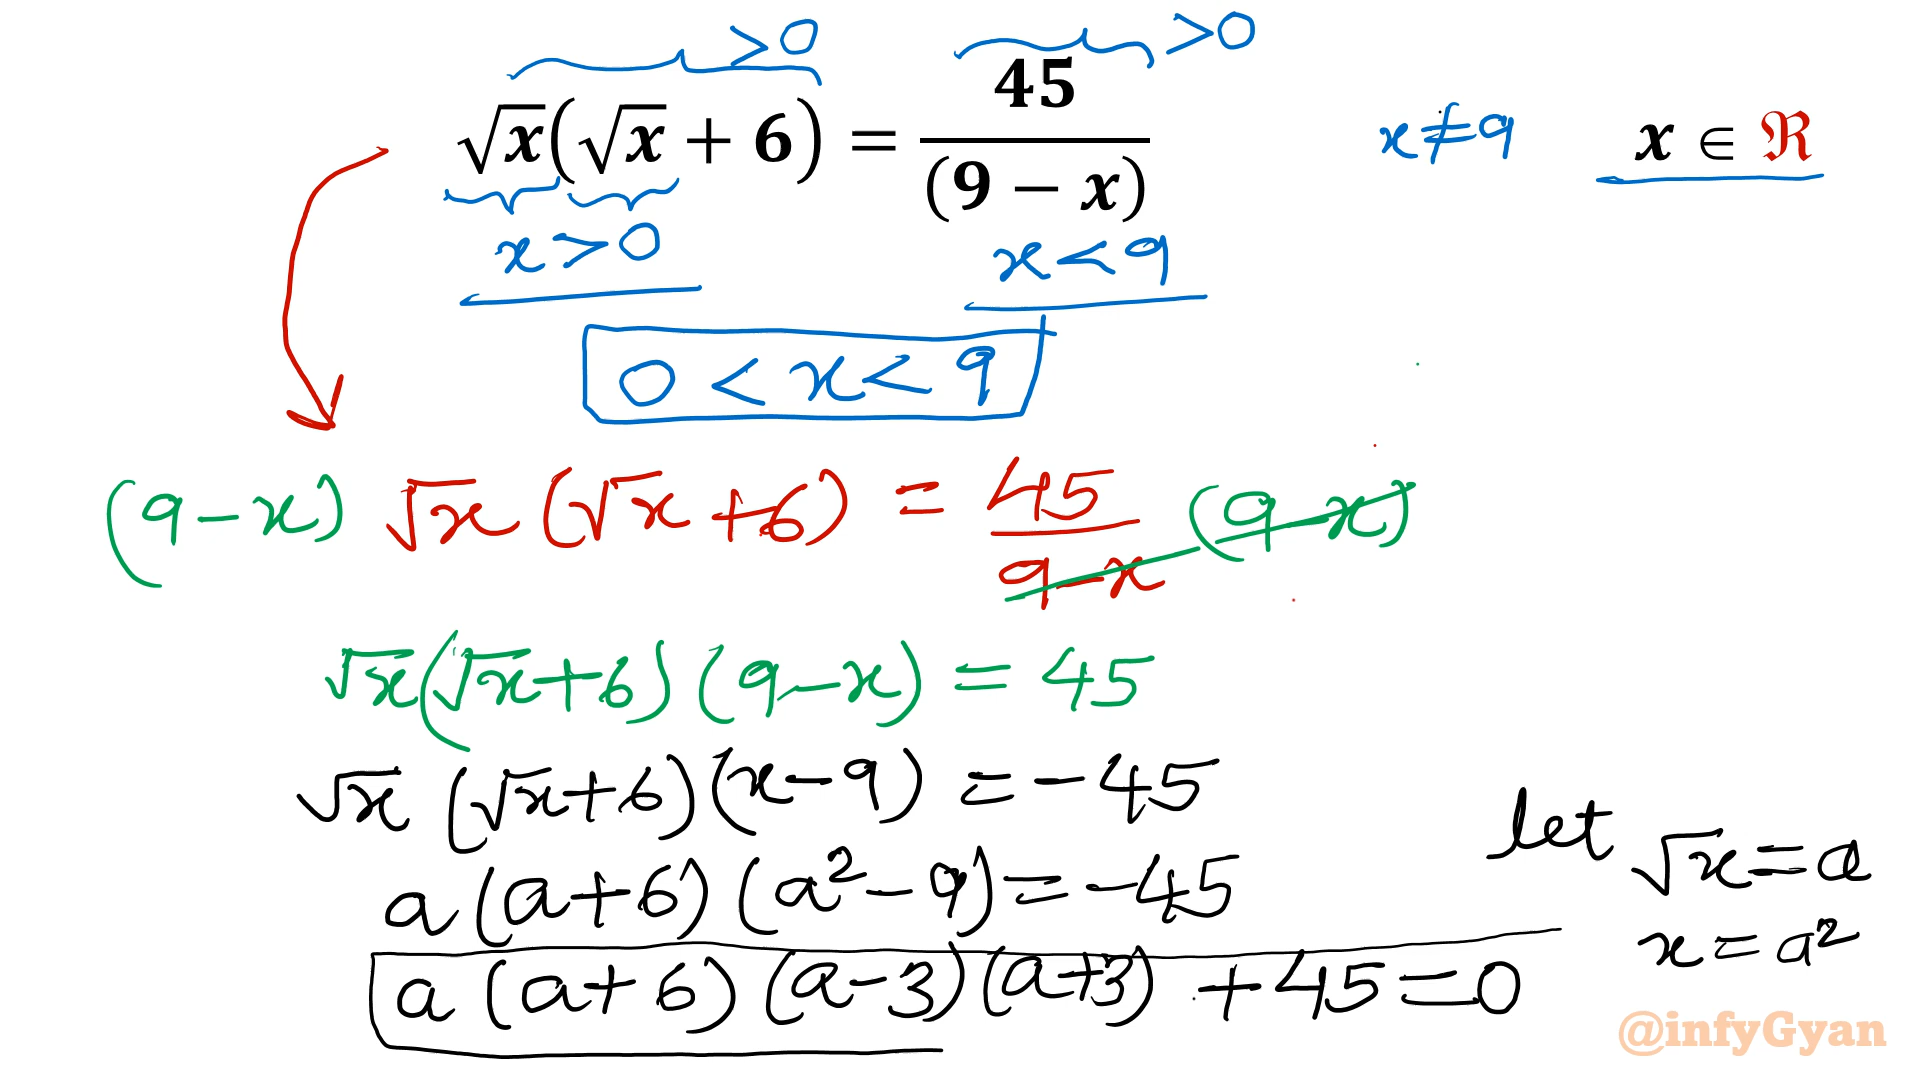 >0 >0
√x(√x + 6) = 45/(9 − x) x≠9 x ∈ ℜ
x>0 x<9
0 < x < 9
(9−x) √x (√x+6) = 45/(9−x) (9−x)
√x(√x+6)(9−x) = 45
√x (√x+6)(x−9) = −45
let √x = a
a(a+6)(a²−9) = −45
x = a²
a(a+6)(a−3)(a+3) + 45 = 0
@infyGyan